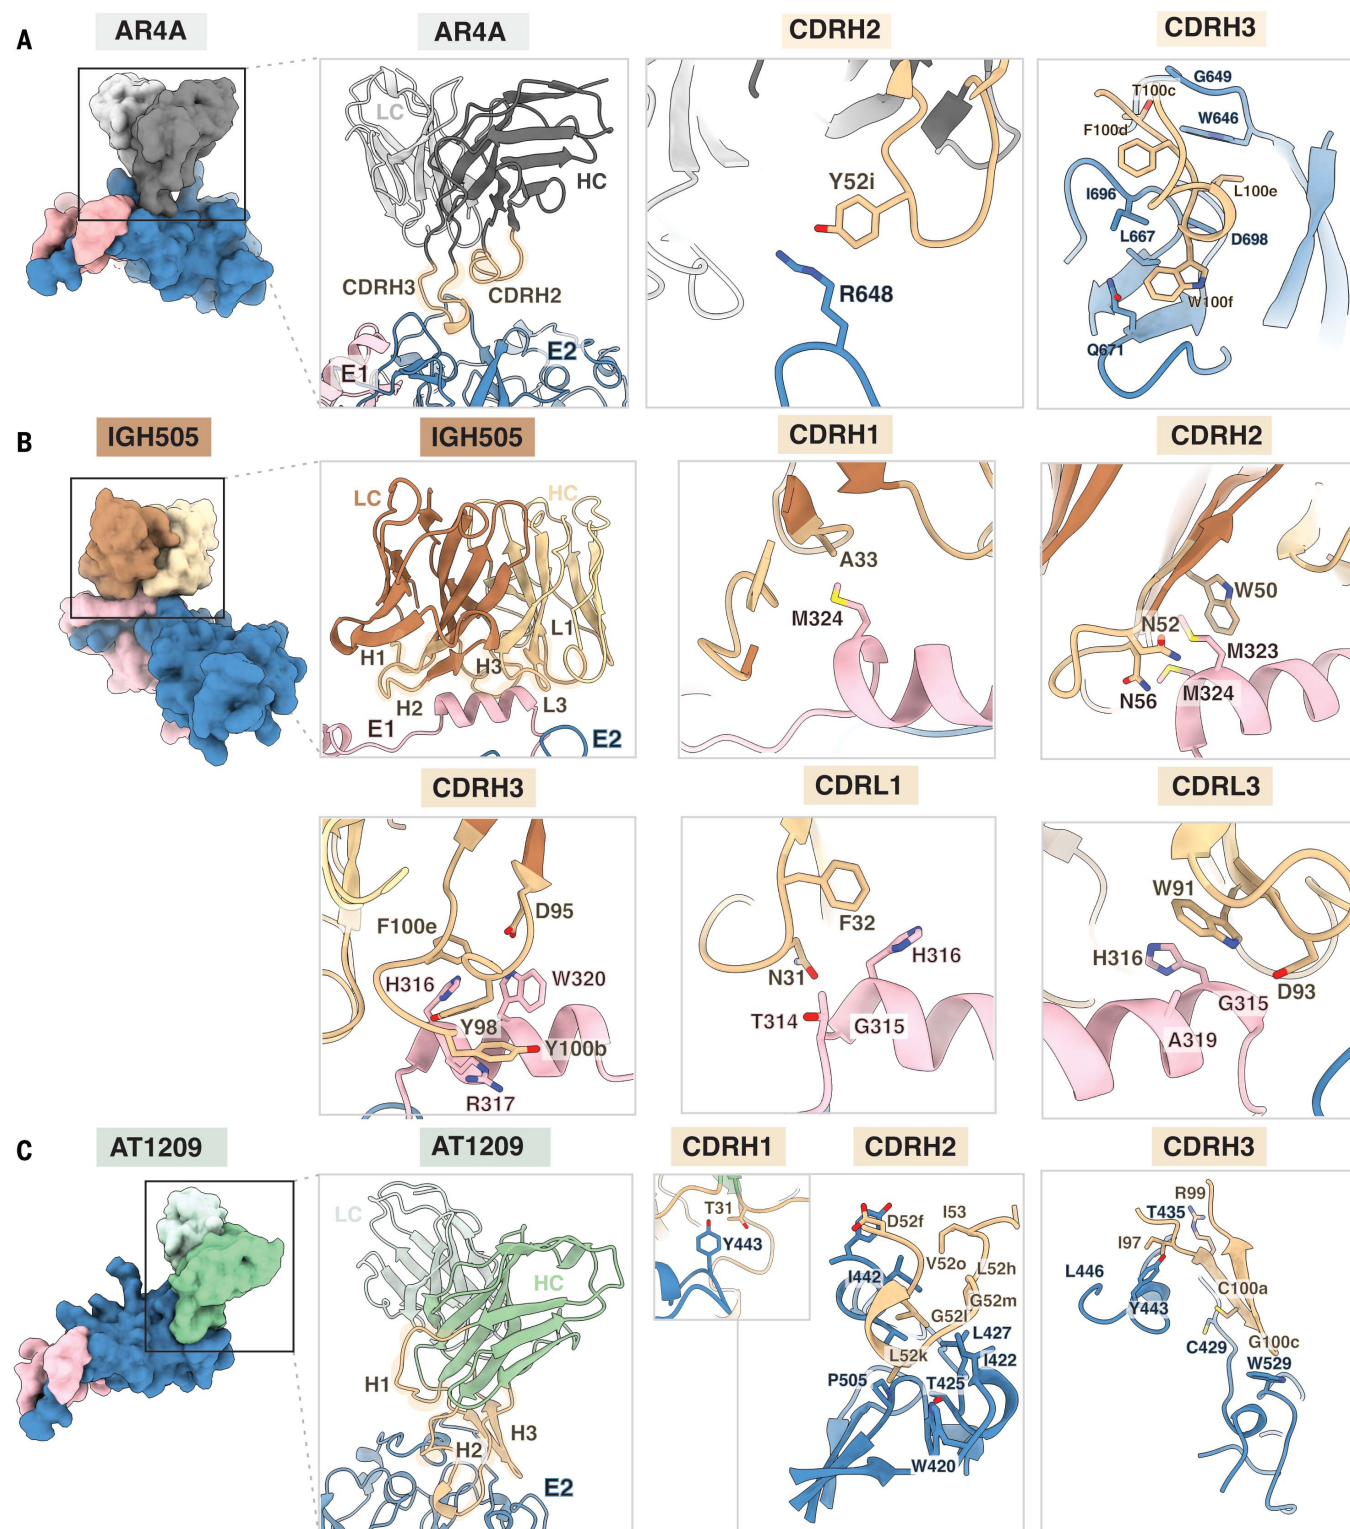 A
AR4A
AR4A
CDRH2
CDRH3
LC
HC
CDRH3
CDRH2
E1
E2
Y52i
R648
G649
T100c
W646
F100d
I696
L100e
L667
D698
W100f
Q671
B
IGH505
IGH505
CDRH1
CDRH2
LC
HC
H1
H3
L1
H2
L3
E1
E2
A33
M324
W50
N52
M323
N56
M324
CDRH3
CDRL1
CDRL3
D95
F100e
H316
W320
Y98
Y100b
R317
F32
H316
N31
T314
G315
W91
H316
D93
G315
A319
C
AT1209
AT1209
CDRH1
CDRH2
CDRH3
LC
HC
H1
H3
H2
E2
T31
Y443
D52f
I53
V52o
L52h
I442
G52m
G52l
L427
L52k
I422
P505
T425
W420
R99
T435
I97
L446
C100a
Y443
C429
G100c
W529